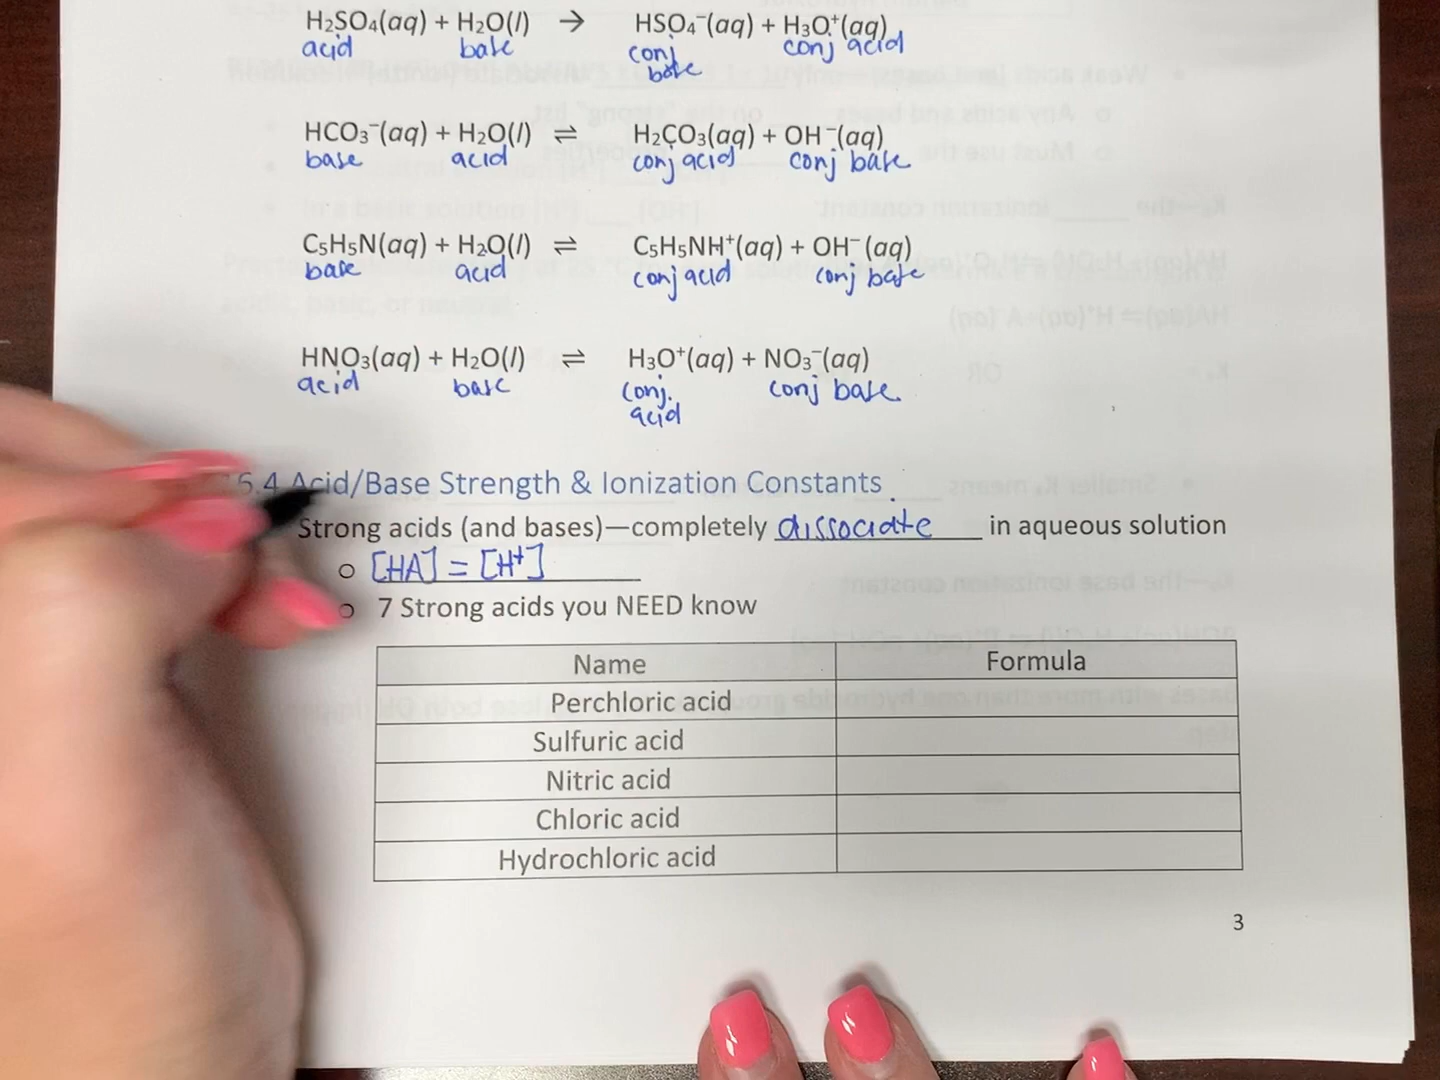 H₂SO₄(aq) + H₂O(l) → HSO₄⁻(aq) + H₃O⁺(aq)
acid base conj base conj acid
HCO₃⁻(aq) + H₂O(l) ⇌ H₂CO₃(aq) + OH⁻(aq)
base acid conj acid conj base
C₅H₅N(aq) + H₂O(l) ⇌ C₅H₅NH⁺(aq) + OH⁻(aq)
base acid conj acid conj base
HNO₃(aq) + H₂O(l) ⇌ H₃O⁺(aq) + NO₃⁻(aq)
acid base conj. acid conj base
5.4 Acid/Base Strength & Ionization Constants
Strong acids (and bases)—completely dissociate in aqueous solution
o [HA] = [H⁺]
o 7 Strong acids you NEED know
Name Formula
Perchloric acid
Sulfuric acid
Nitric acid
Chloric acid
Hydrochloric acid
3